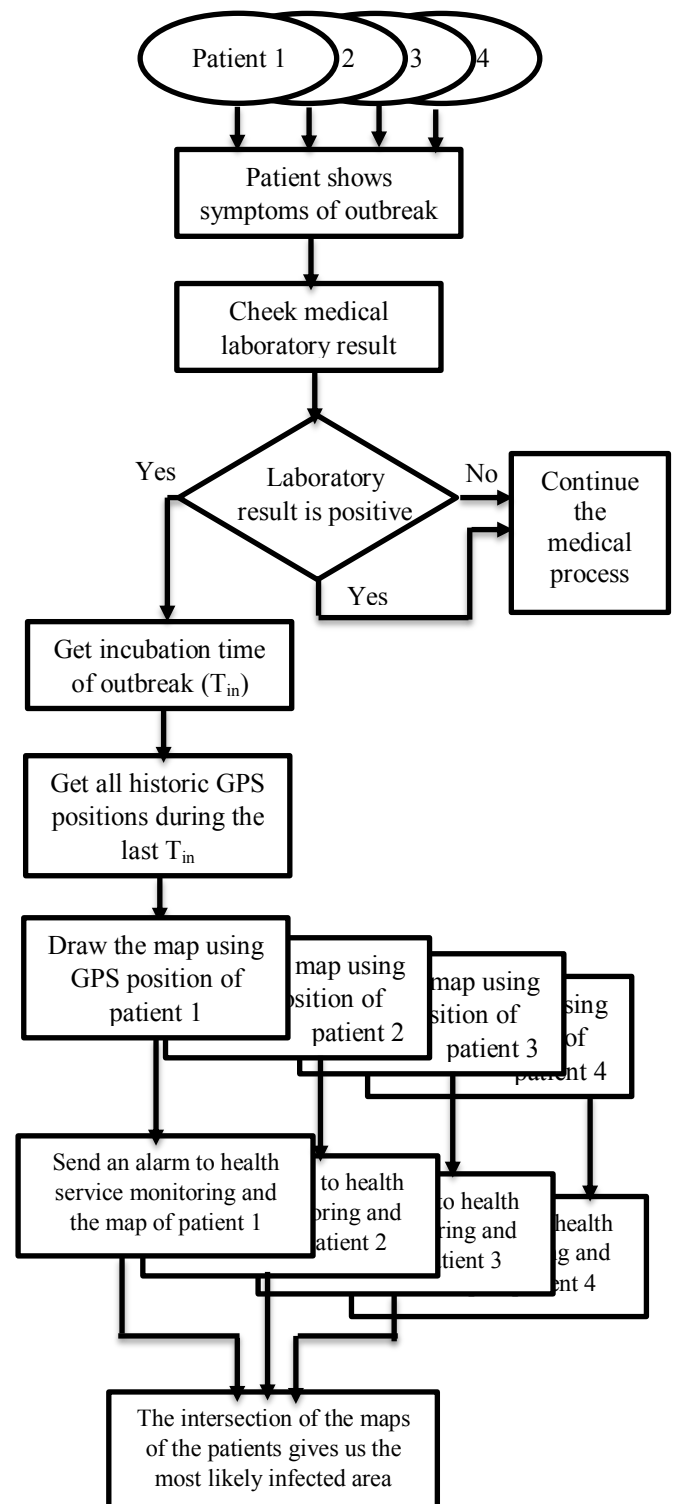 Patient 1
2
3
4
Patient shows
symptoms of outbreak
Cheek medical
laboratory result
Yes
Laboratory
result is positive
No
Continue
the
medical
process
Yes
Get incubation time
of outbreak (Tin)
Get all historic GPS
positions during the
last Tin
Draw the map using
GPS position of
patient 1
map using
sition of
patient 2
map using
sition of
patient 3
sing
of
patient 4
Send an alarm to health
service monitoring and
the map of patient 1
to health
oring and
patient 2
to health
ring and
tient 3
health
g and
ent 4
The intersection of the maps
of the patients gives us the
most likely infected area